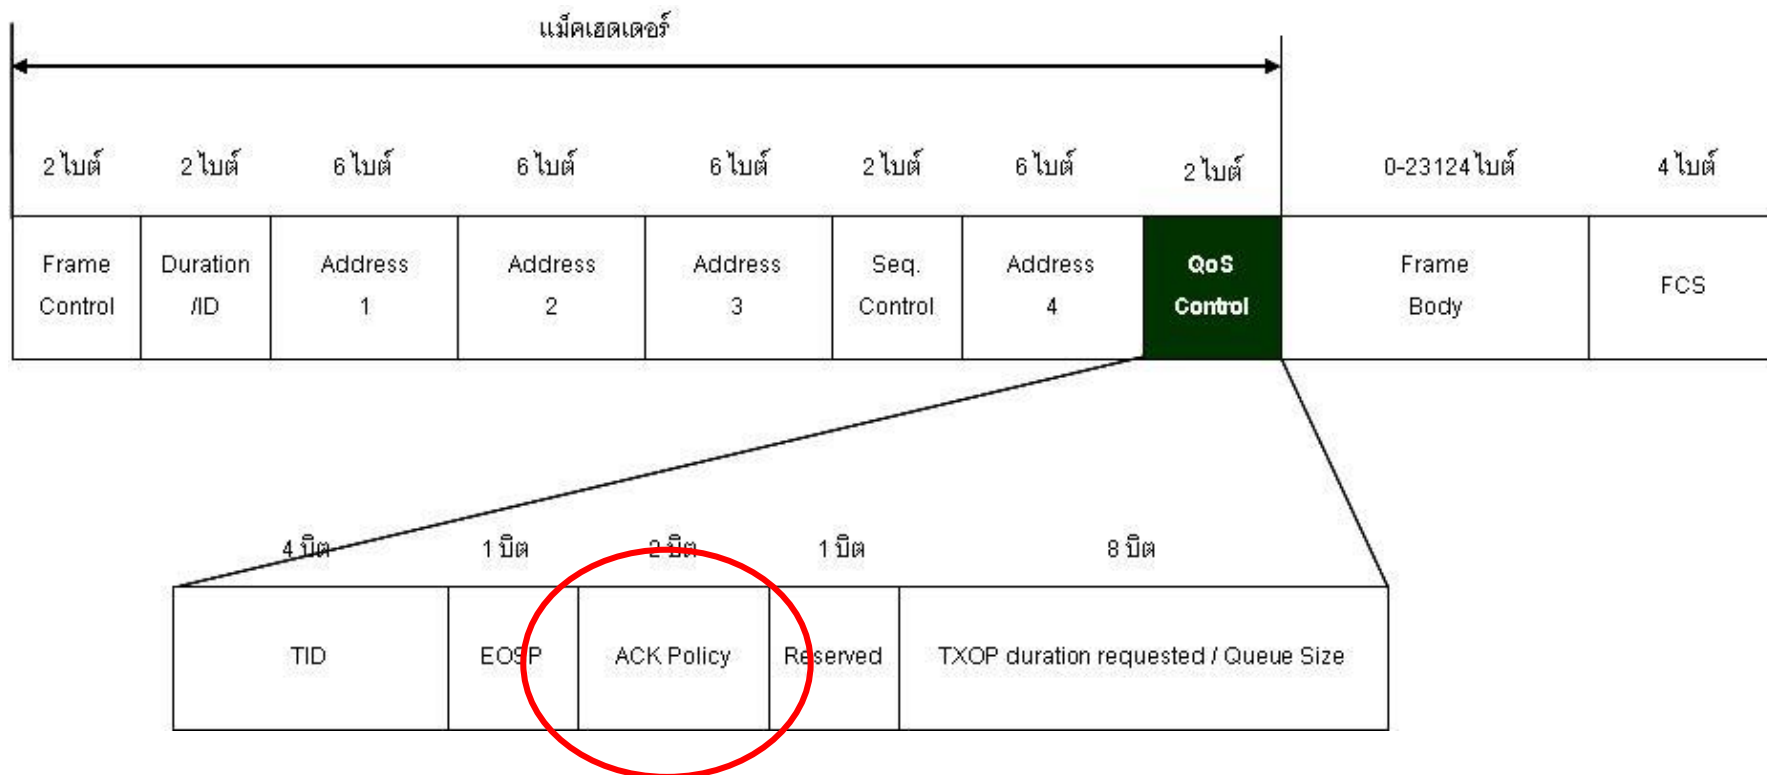 แม็คเฮดเดอร์
2 ไบต์ 2 ไบต์ 6 ไบต์ 6 ไบต์ 6 ไบต์ 2 ไบต์ 6 ไบต์ 2 ไบต์ 0-23124 ไบต์ 4 ไบต์
Frame Duration Address Address Address Seq. Address QoS Frame FCS
Control /ID 1 2 3 Control 4 Control Body
4 บิต 1 บิต 2 บิต 1 บิต 8 บิต
TID EOSP ACK Policy Reserved TXOP duration requested / Queue Size